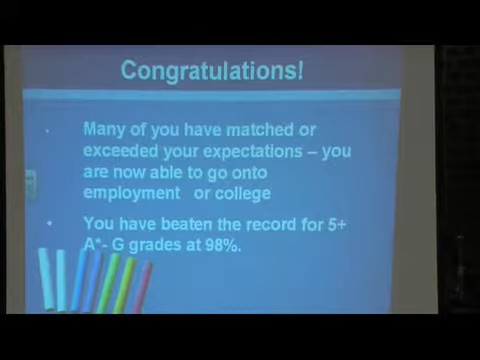 Congratulations!
Many of you have matched or
exceeded your expectations – you
are now able to go onto
employment or college
You have beaten the record for 5+
A*- G grades at 98%.